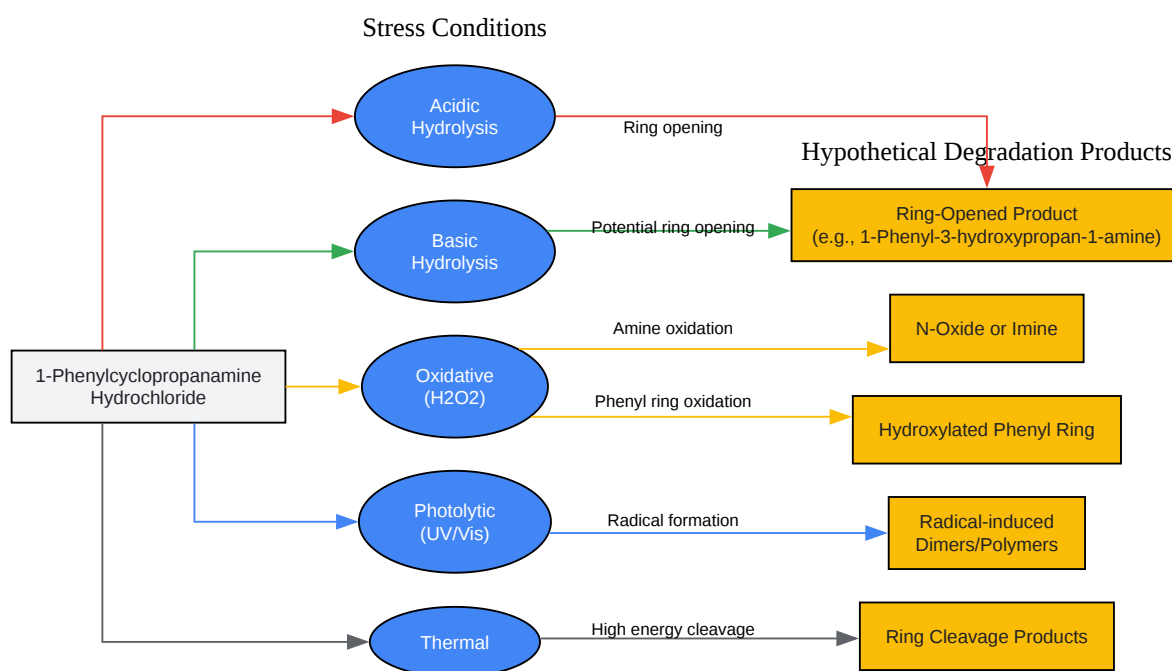 Stress Conditions
Acidic
Hydrolysis
Ring opening
Hypothetical Degradation Products
Ring-Opened Product
(e.g., 1-Phenyl-3-hydroxypropan-1-amine)
Basic
Hydrolysis
Potential ring opening
Amine oxidation
N-Oxide or Imine
1-Phenylcyclopropanamine
Hydrochloride
Oxidative
(H2O2)
Phenyl ring oxidation
Hydroxylated Phenyl Ring
Photolytic
(UV/Vis)
Radical formation
Radical-induced
Dimers/Polymers
Thermal
High energy cleavage
Ring Cleavage Products